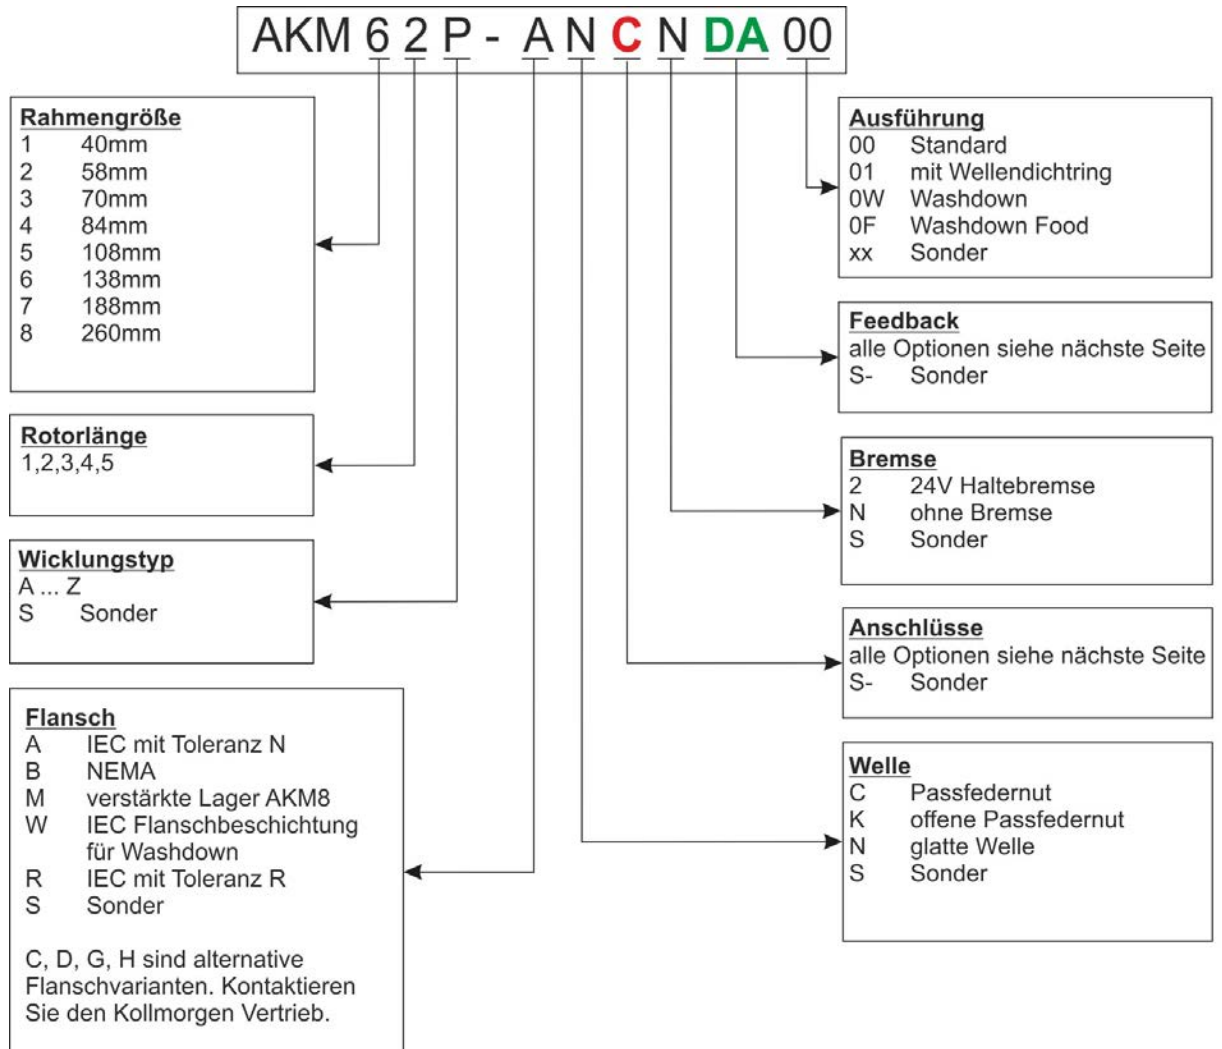 AKM 6 2 P - A N C N DA 00
Rahmengröße
1 40mm
2 58mm
3 70mm
4 84mm
5 108mm
6 138mm
7 188mm
8 260mm
Rotorlänge
1,2,3,4,5
Wicklungstyp
A ... Z
S Sonder
Flansch
A IEC mit Toleranz N
B NEMA
M verstärkte Lager AKM8
W IEC Flanschbeschichtung
für Washdown
R IEC mit Toleranz R
S Sonder
C, D, G, H sind alternative
Flanschvarianten. Kontaktieren
Sie den Kollmorgen Vertrieb.
Ausführung
00 Standard
01 mit Wellendichtring
0W Washdown
0F Washdown Food
xx Sonder
Feedback
alle Optionen siehe nächste Seite
S- Sonder
Bremse
2 24V Haltebremse
N ohne Bremse
S Sonder
Anschlüsse
alle Optionen siehe nächste Seite
S- Sonder
Welle
C Passfedernut
K offene Passfedernut
N glatte Welle
S Sonder